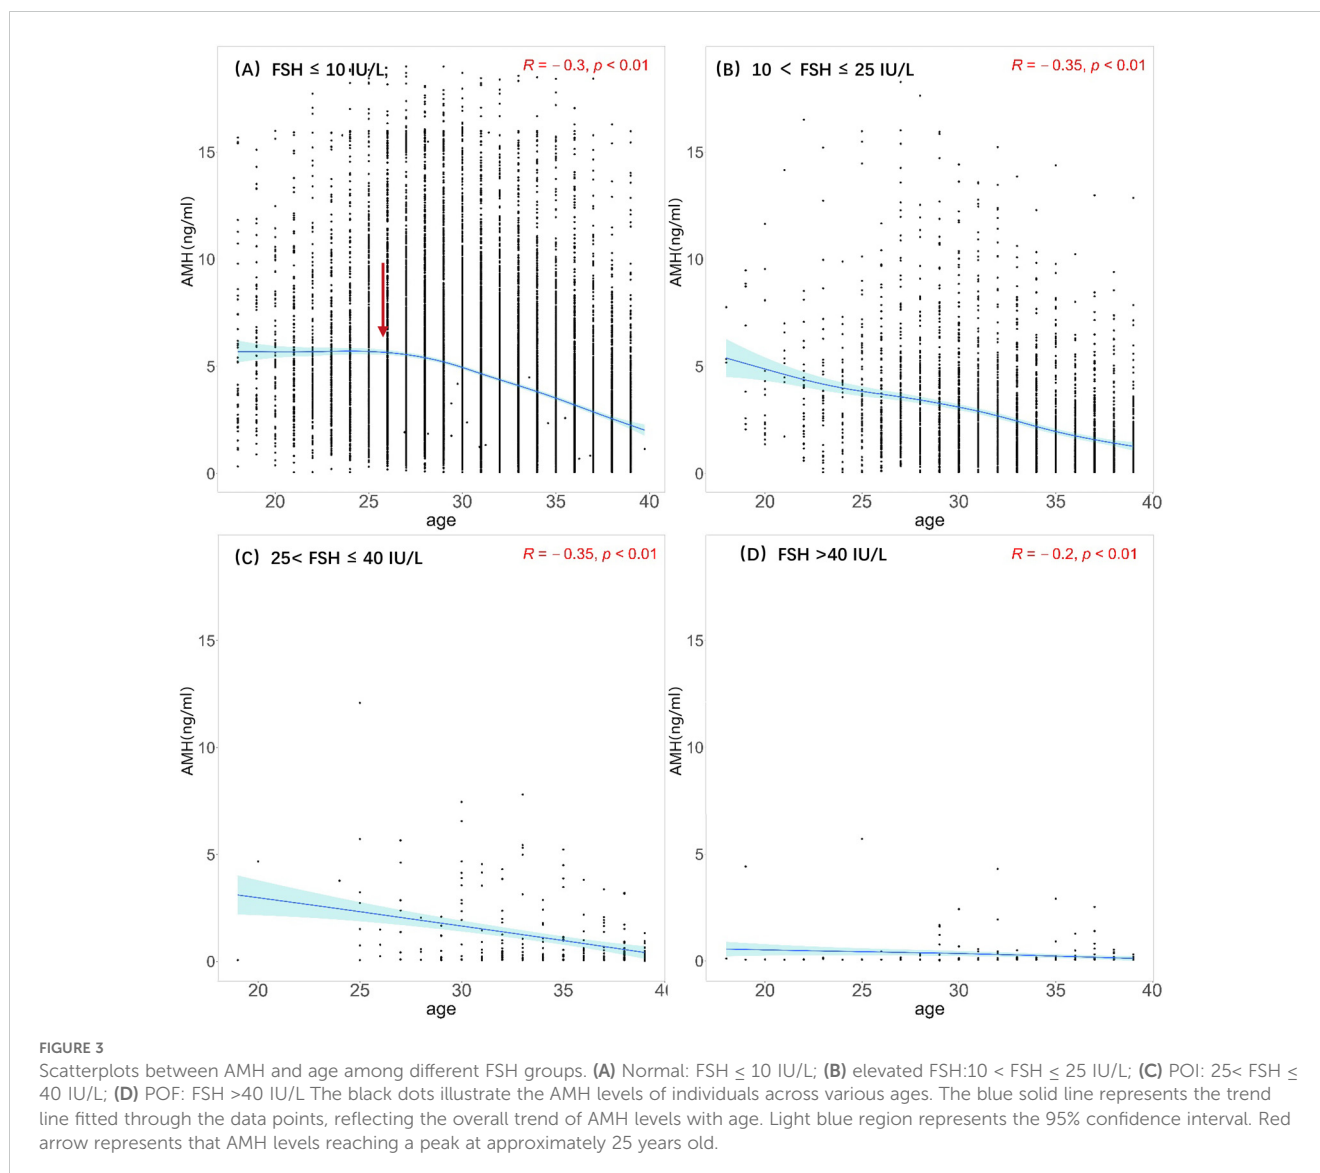 (A) FSH ≤ 10 IU/L;
R = − 0.3, p < 0.01
AMH(ng/ml)
15
10
5
0
20 25 30 35 40
age
(B) 10 < FSH ≤ 25 IU/L
R = − 0.35, p < 0.01
AMH(ng/ml)
15
10
5
0
20 25 30 35 40
age
(C) 25< FSH ≤ 40 IU/L
R = − 0.35, p < 0.01
AMH(ng/ml)
15
10
5
0
20 25 30 35 4
age
(D) FSH >40 IU/L
R = − 0.2, p < 0.01
AMH(ng/ml)
15
10
5
0
20 25 30 35 40
age
FIGURE 3
Scatterplots between AMH and age among different FSH groups. (A) Normal: FSH ≤ 10 IU/L; (B) elevated FSH:10 < FSH ≤ 25 IU/L; (C) POI: 25< FSH ≤
40 IU/L; (D) POF: FSH >40 IU/L The black dots illustrate the AMH levels of individuals across various ages. The blue solid line represents the trend
line fitted through the data points, reflecting the overall trend of AMH levels with age. Light blue region represents the 95% confidence interval. Red
arrow represents that AMH levels reaching a peak at approximately 25 years old.